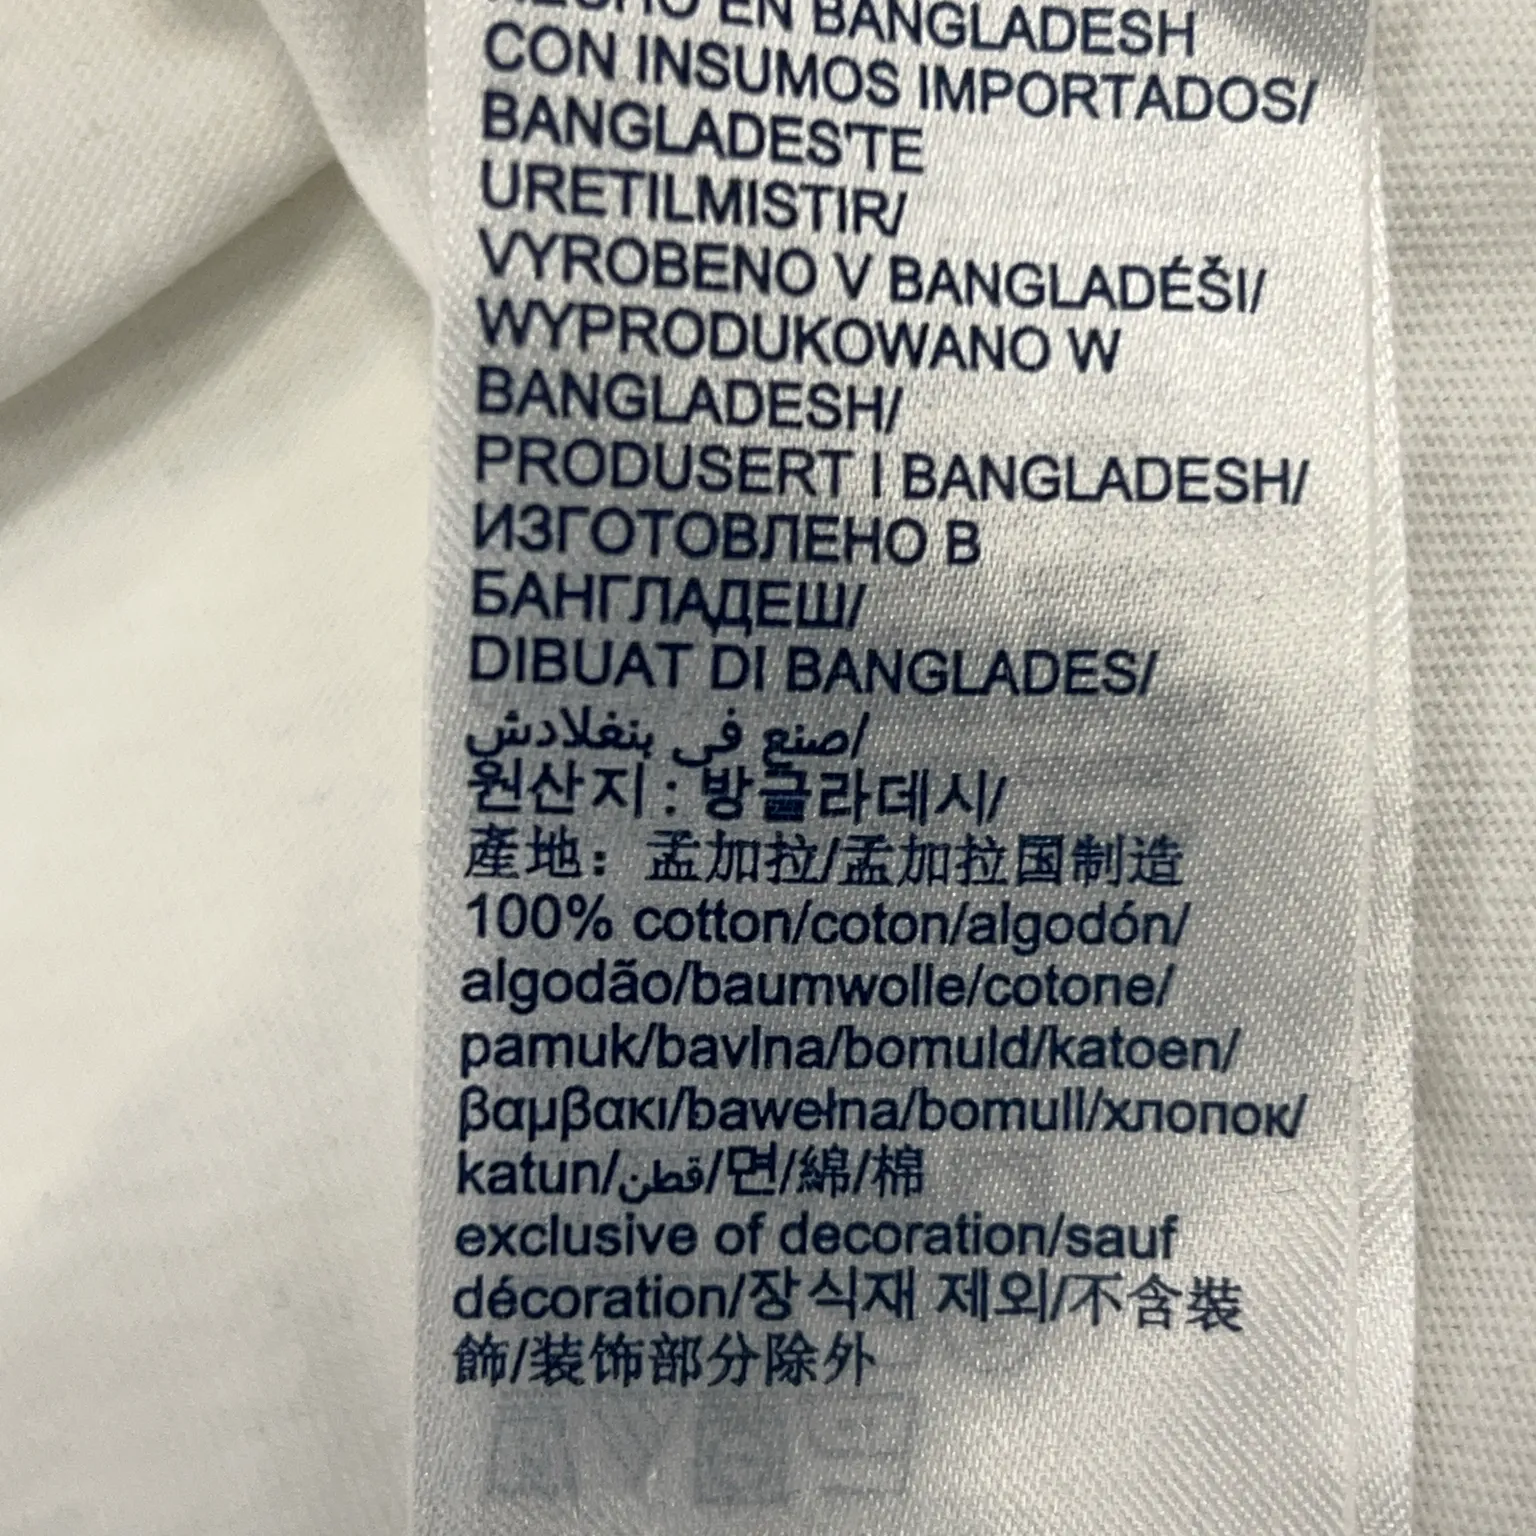 HECHO EN BANGLADESH
CON INSUMOS IMPORTADOS/
BANGLADES'TE
URETILMISTIR/
VYROBENO V BANGLADÉŠI/
WYPRODUKOWANO W
BANGLADESH/
PRODUSERT I BANGLADESH/
ИЗГОТОВЛЕНО В
БАНГЛАДЕШ/
DIBUAT DI BANGLADES/
صنع في بنغلادش/
원산지 : 방글라데시/
產地：孟加拉/孟加拉国制造
100% cotton/coton/algodón/
algodão/baumwolle/cotone/
pamuk/bavlna/bomuld/katoen/
βαμβακι/bawełna/bomull/хлопок/
katun/قطن/면/綿/棉
exclusive of decoration/sauf
décoration/장식재 제외/不含裝
飾/装饰部分除外